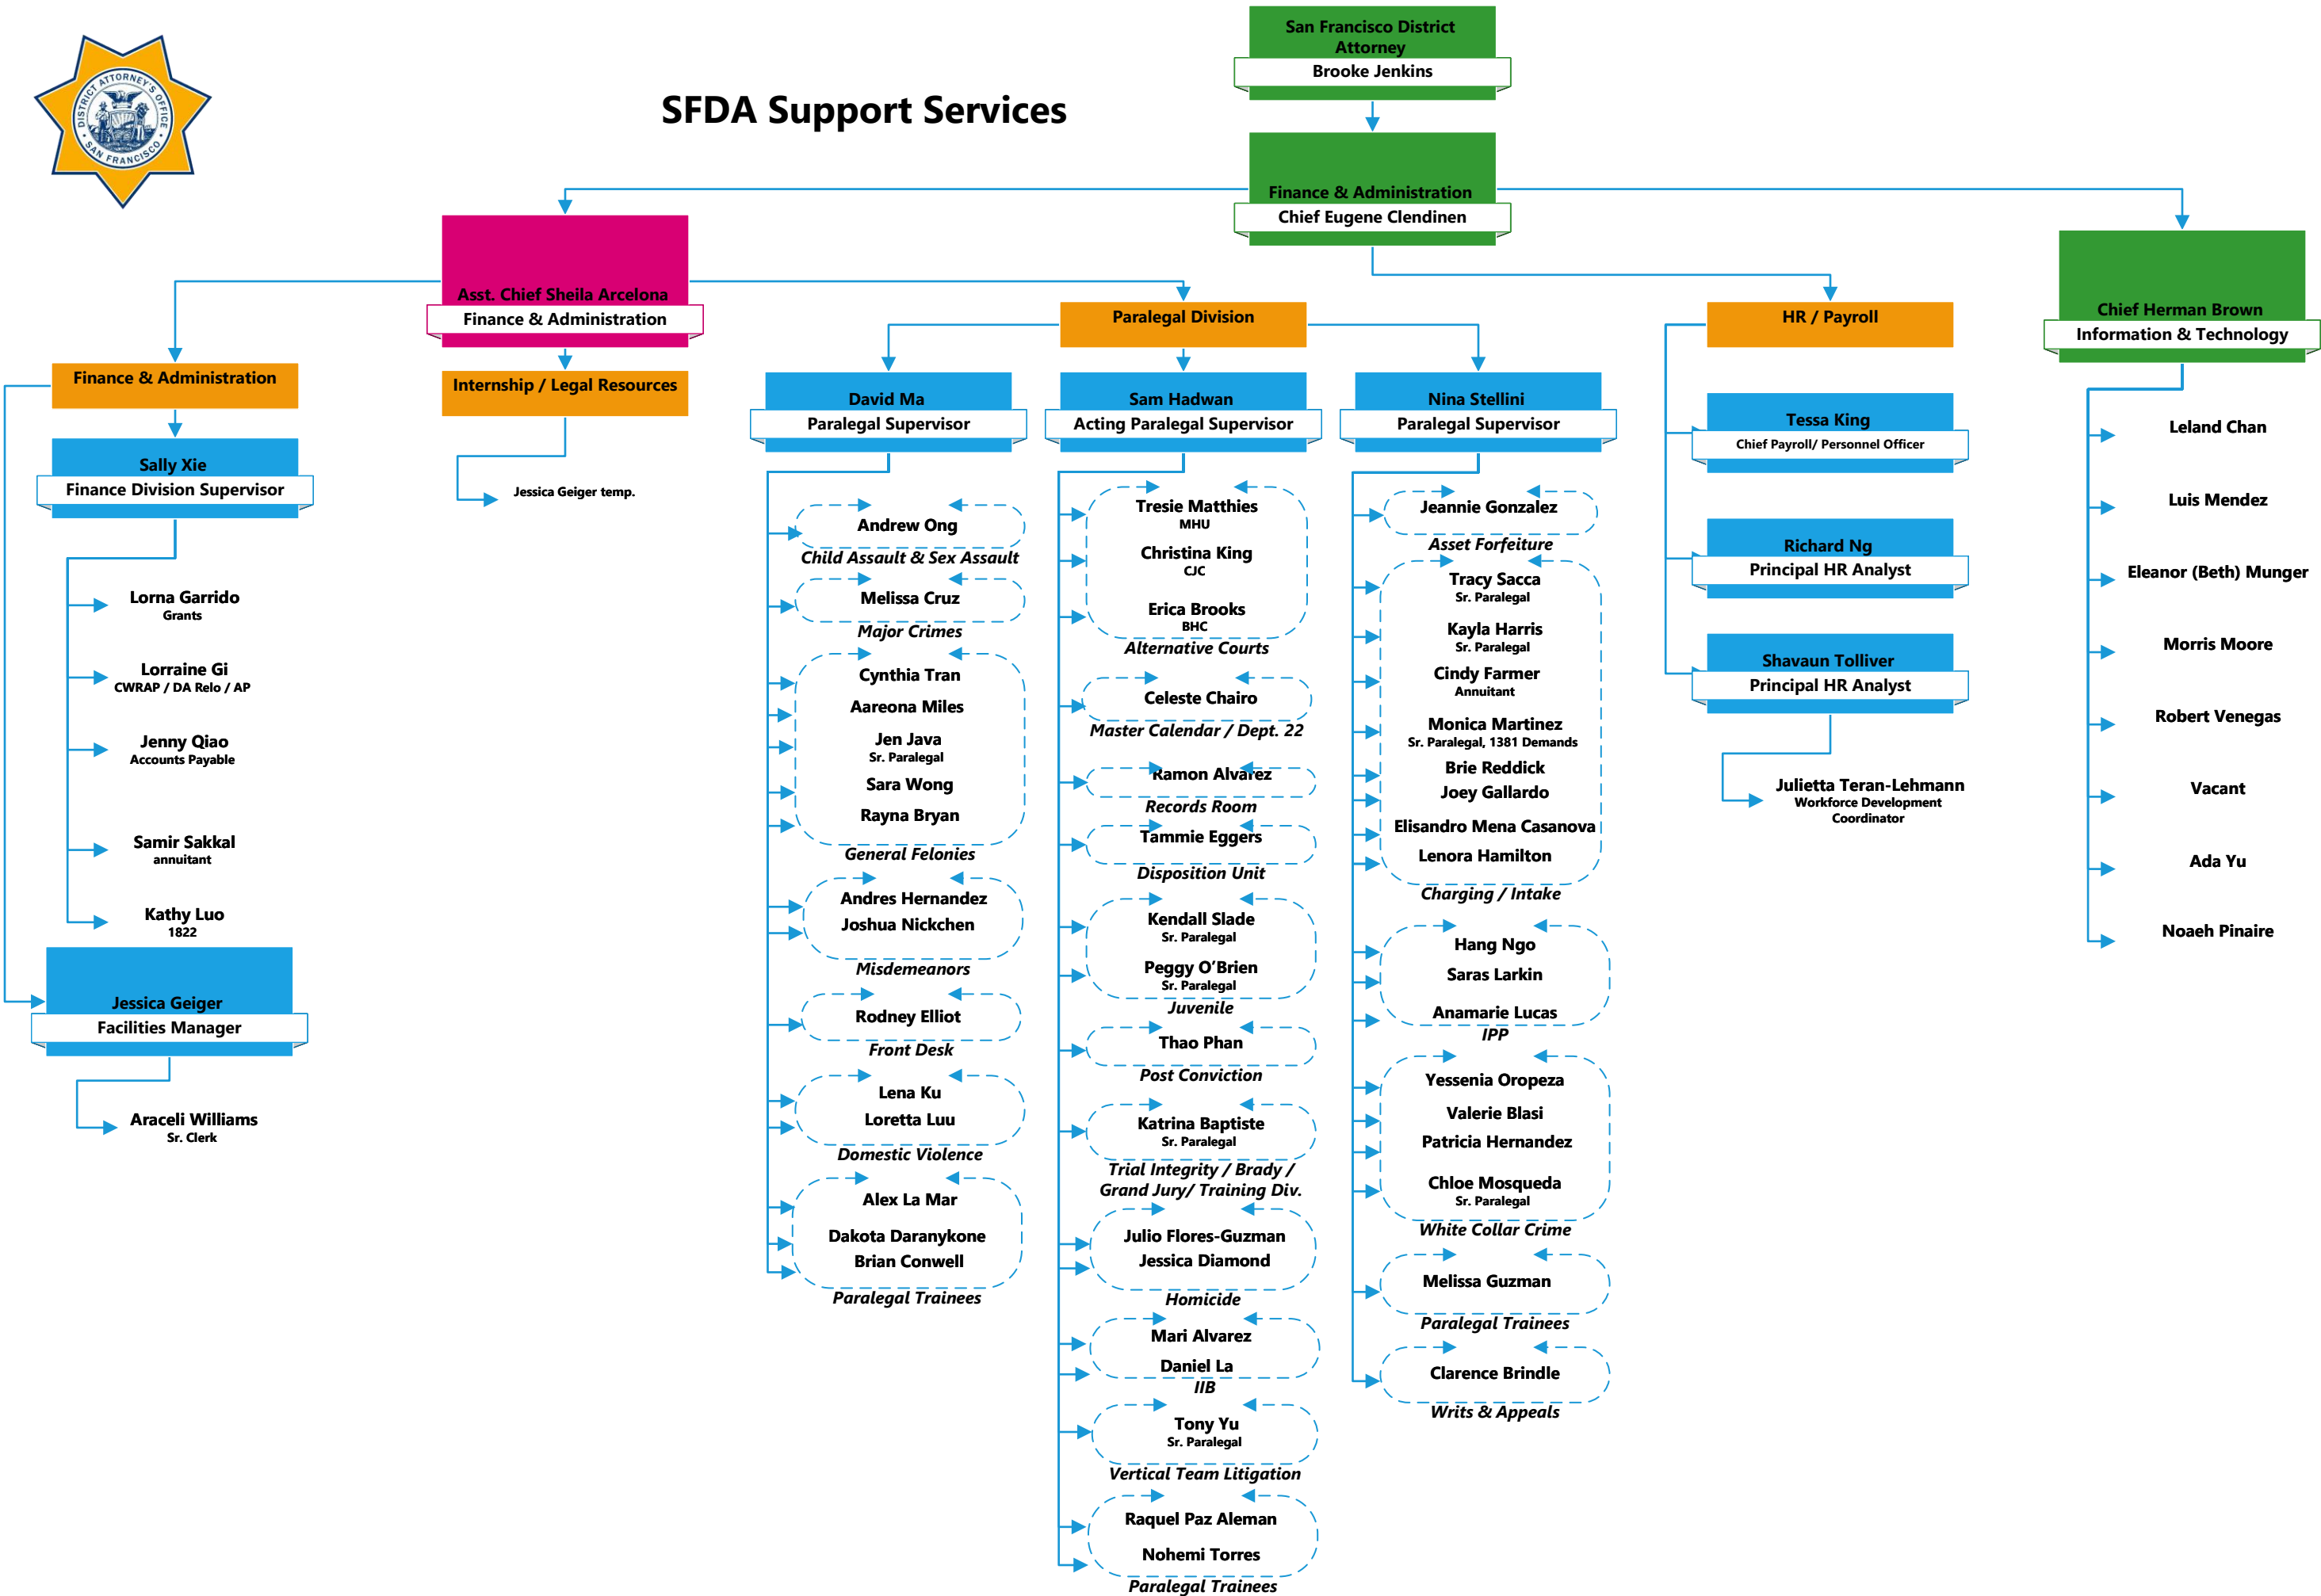 San Francisco District
Attorney
Brooke Jenkins
DISTRICT ATTORNEY'S OFFICE
SAN FRANCISCO
SFDA Support Services
Finance & Administration
Chief Eugene Clendinen
Asst. Chief Sheila Arcelona
Finance & Administration
Chief Herman Brown
Information & Technology
Finance & Administration
Internship / Legal Resources
Paralegal Division
HR / Payroll
Sally Xie
Finance Division Supervisor
Lorna Garrido
Grants
Lorraine Gi
CWRAP / DA Relo / AP
Jenny Qiao
Accounts Payable
Samir Sakkal
annuitant
Kathy Luo
1822
Jessica Geiger
Facilities Manager
Araceli Williams
Sr. Clerk
Jessica Geiger temp.
David Ma
Paralegal Supervisor
Andrew Ong
Child Assault & Sex Assault
Melissa Cruz
Major Crimes
Cynthia Tran
Aareona Miles
Jen Java
Sr. Paralegal
Sara Wong
Rayna Bryan
General Felonies
Andres Hernandez
Joshua Nickchen
Misdemeanors
Rodney Elliot
Front Desk
Lena Ku
Loretta Luu
Domestic Violence
Alex La Mar
Dakota Daranykone
Brian Conwell
Paralegal Trainees
Sam Hadwan
Acting Paralegal Supervisor
Tresie Matthies
MHU
Christina King
CJC
Erica Brooks
BHC
Alternative Courts
Celeste Chairo
Master Calendar / Dept. 22
Ramon Alvarez
Records Room
Tammie Eggers
Disposition Unit
Kendall Slade
Sr. Paralegal
Peggy O’Brien
Sr. Paralegal
Juvenile
Thao Phan
Post Conviction
Katrina Baptiste
Sr. Paralegal
Trial Integrity / Brady /
Grand Jury/ Training Div.
Julio Flores-Guzman
Jessica Diamond
Homicide
Mari Alvarez
Daniel La
IIB
Tony Yu
Sr. Paralegal
Vertical Team Litigation
Raquel Paz Aleman
Nohemi Torres
Paralegal Trainees
Nina Stellini
Paralegal Supervisor
Jeannie Gonzalez
Asset Forfeiture
Tracy Sacca
Sr. Paralegal
Kayla Harris
Sr. Paralegal
Cindy Farmer
Annuitant
Monica Martinez
Sr. Paralegal, 1381 Demands
Brie Reddick
Joey Gallardo
Elisandro Mena Casanova
Lenora Hamilton
Charging / Intake
Hang Ngo
Saras Larkin
Anamarie Lucas
IPP
Yessenia Oropeza
Valerie Blasi
Patricia Hernandez
Chloe Mosqueda
Sr. Paralegal
White Collar Crime
Melissa Guzman
Paralegal Trainees
Clarence Brindle
Writs & Appeals
Tessa King
Chief Payroll/ Personnel Officer
Richard Ng
Principal HR Analyst
Shavaun Tolliver
Principal HR Analyst
Julietta Teran-Lehmann
Workforce Development
Coordinator
Leland Chan
Luis Mendez
Eleanor (Beth) Munger
Morris Moore
Robert Venegas
Vacant
Ada Yu
Noaeh Pinaire